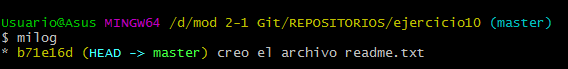 Usuario@Asus MINGW64 /d/mod 2-1 Git/REPOSITORIOS/ejercicio10 (master)
$ milog
* b71e16d (HEAD -> master) creo el archivo readme.txt